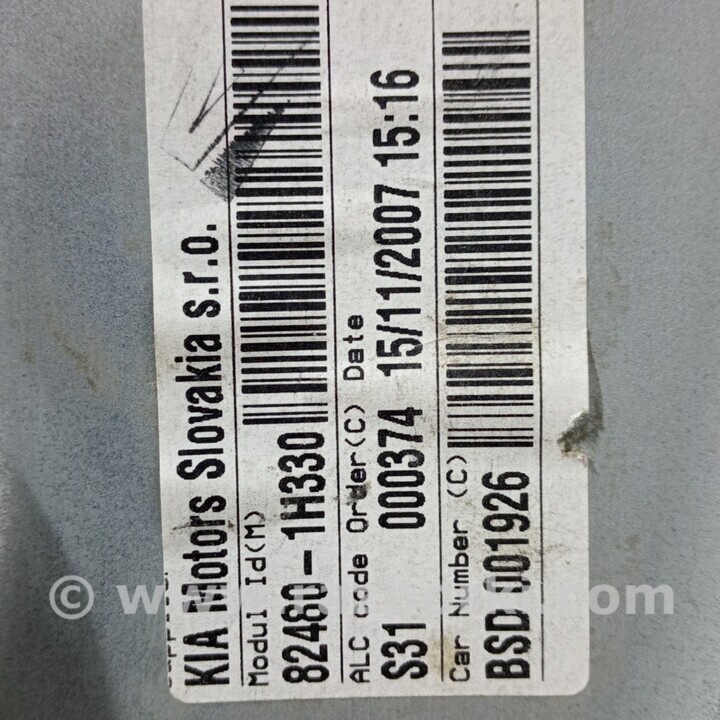 KIA Motors Slovakia s.r.o.
Modul Id(M)
82480-1H330
ALC code Order(C) Date
S31 000374 15/11/2007 15:16
Car Number (C)
BSD 001926